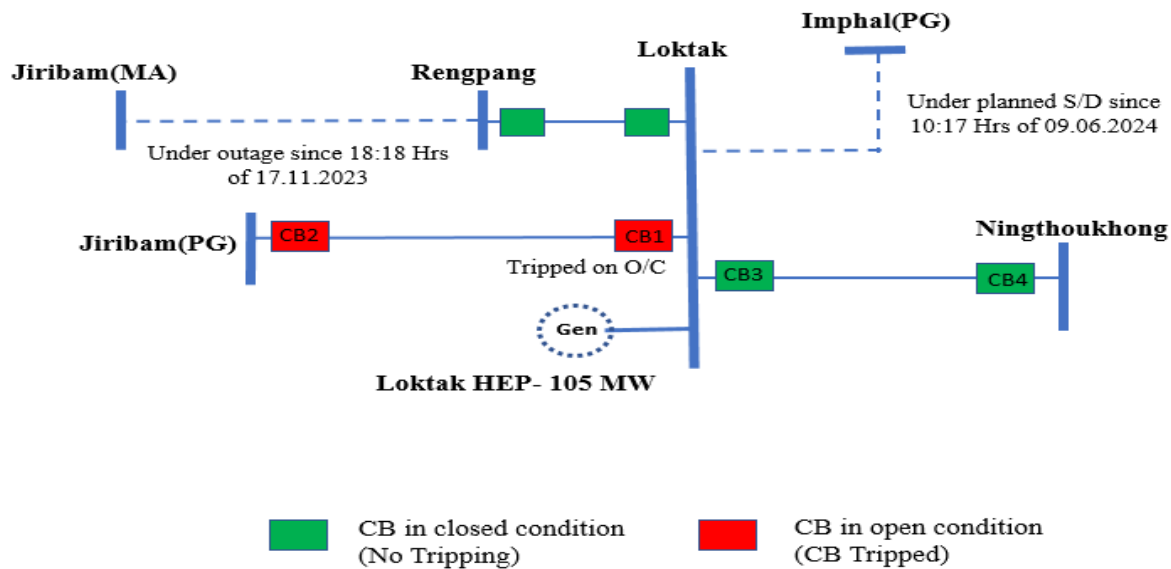 Imphal(PG)
Loktak
Jiribam(MA)
Rengpang
Under planned S/D since
10:17 Hrs of 09.06.2024
Under outage since 18:18 Hrs
of 17.11.2023
Ningthoukhong
Jiribam(PG)
CB2
CB1
Tripped on O/C
CB3
CB4
Gen
Loktak HEP- 105 MW
CB in closed condition
(No Tripping)
CB in open condition
(CB Tripped)